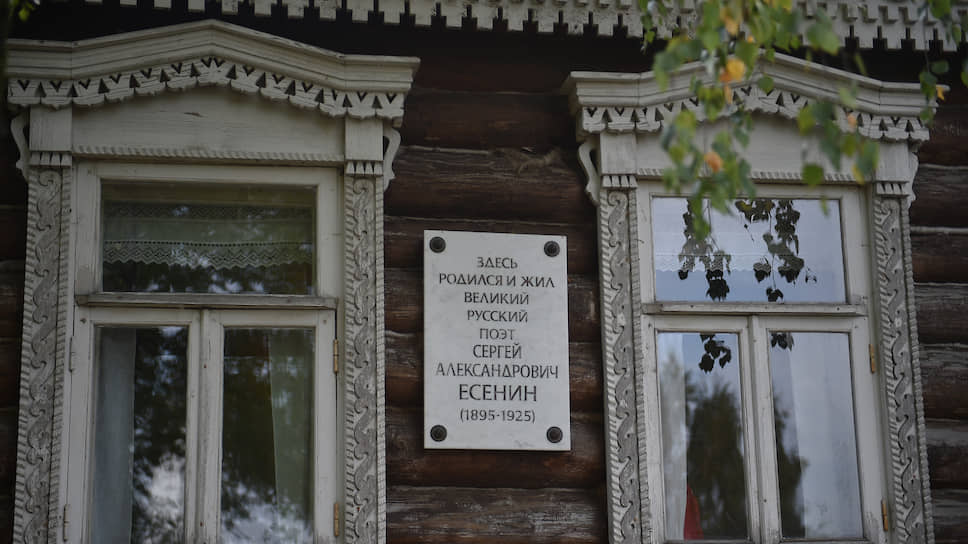 ЗДЕСЬ
РОДИЛСЯ И ЖИЛ
ВЕЛИКИЙ
РУССКИЙ
ПОЭТ
СЕРГЕЙ
АЛЕКСАНДРОВИЧ
ЕСЕНИН
(1895-1925)